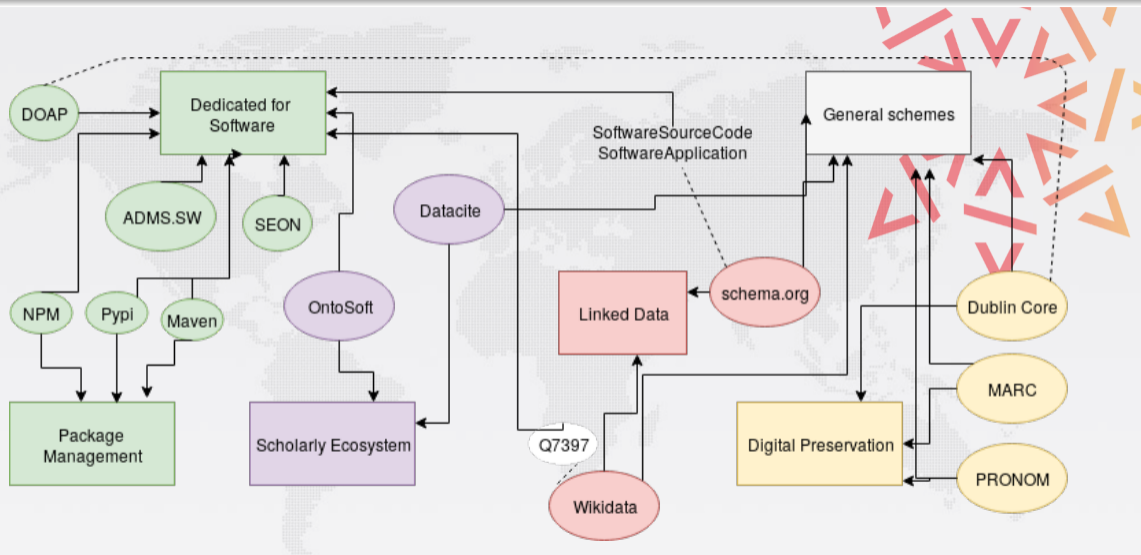 DOAP
Dedicated for
Software
General schemes
SoftwareSourceCode
SoftwareApplication
ADMS.SW
SEON
Datacite
NPM
Pypi
Maven
OntoSoft
Linked Data
schema.org
Dublin Core
MARC
Package
Management
Scholarly Ecosystem
Q7397
Digital Preservation
PRONOM
Wikidata